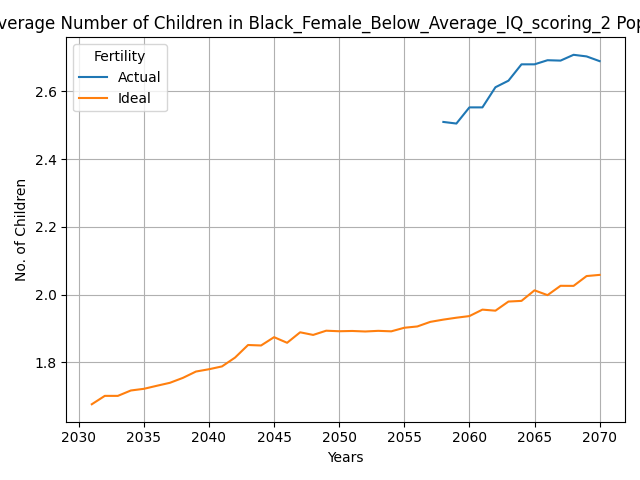 verage Number of Children in Black_Female_Below_Average_IQ_scoring_2 Pop
Fertility
Actual
Ideal
No. of Children
2.6
2.4
2.2
2.0
1.8
2030 2035 2040 2045 2050 2055 2060 2065 2070
Years